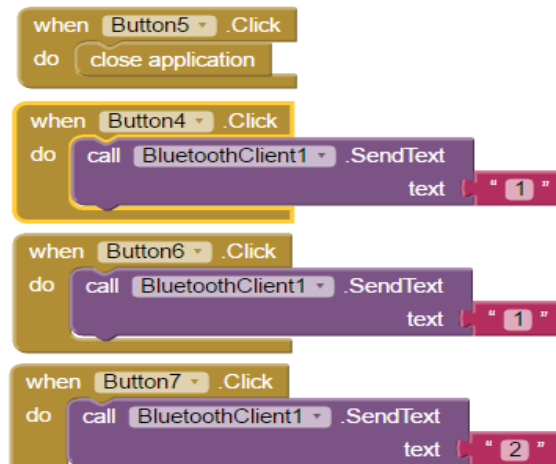 when Button5 .Click
do close application
when Button4 .Click
do call BluetoothClient1 .SendText
text " 1 "
when Button6 .Click
do call BluetoothClient1 .SendText
text " 1 "
when Button7 .Click
do call BluetoothClient1 .SendText
text " 2 "